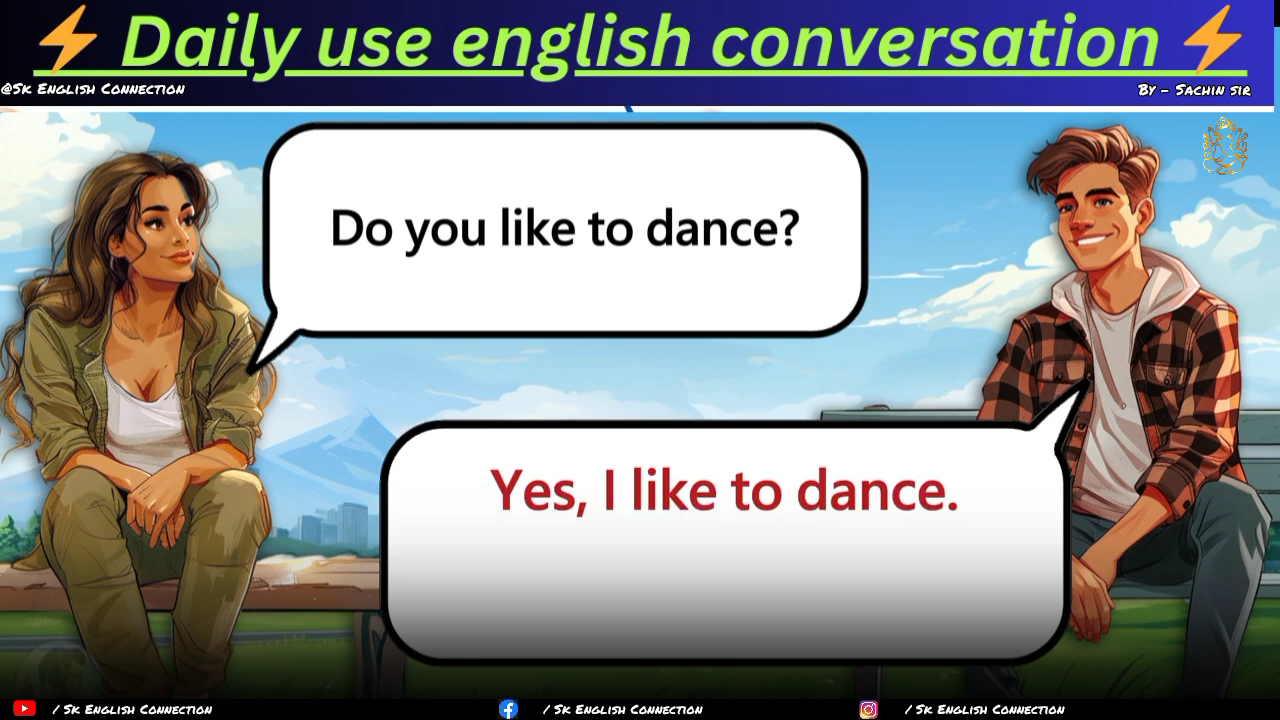 ⚡ Daily use english conversation ⚡
@Sk English Connection
By - Sachin sir
Do you like to dance?
Yes, I like to dance.
/ Sk English Connection
/ Sk English Connection
/ Sk English Connection